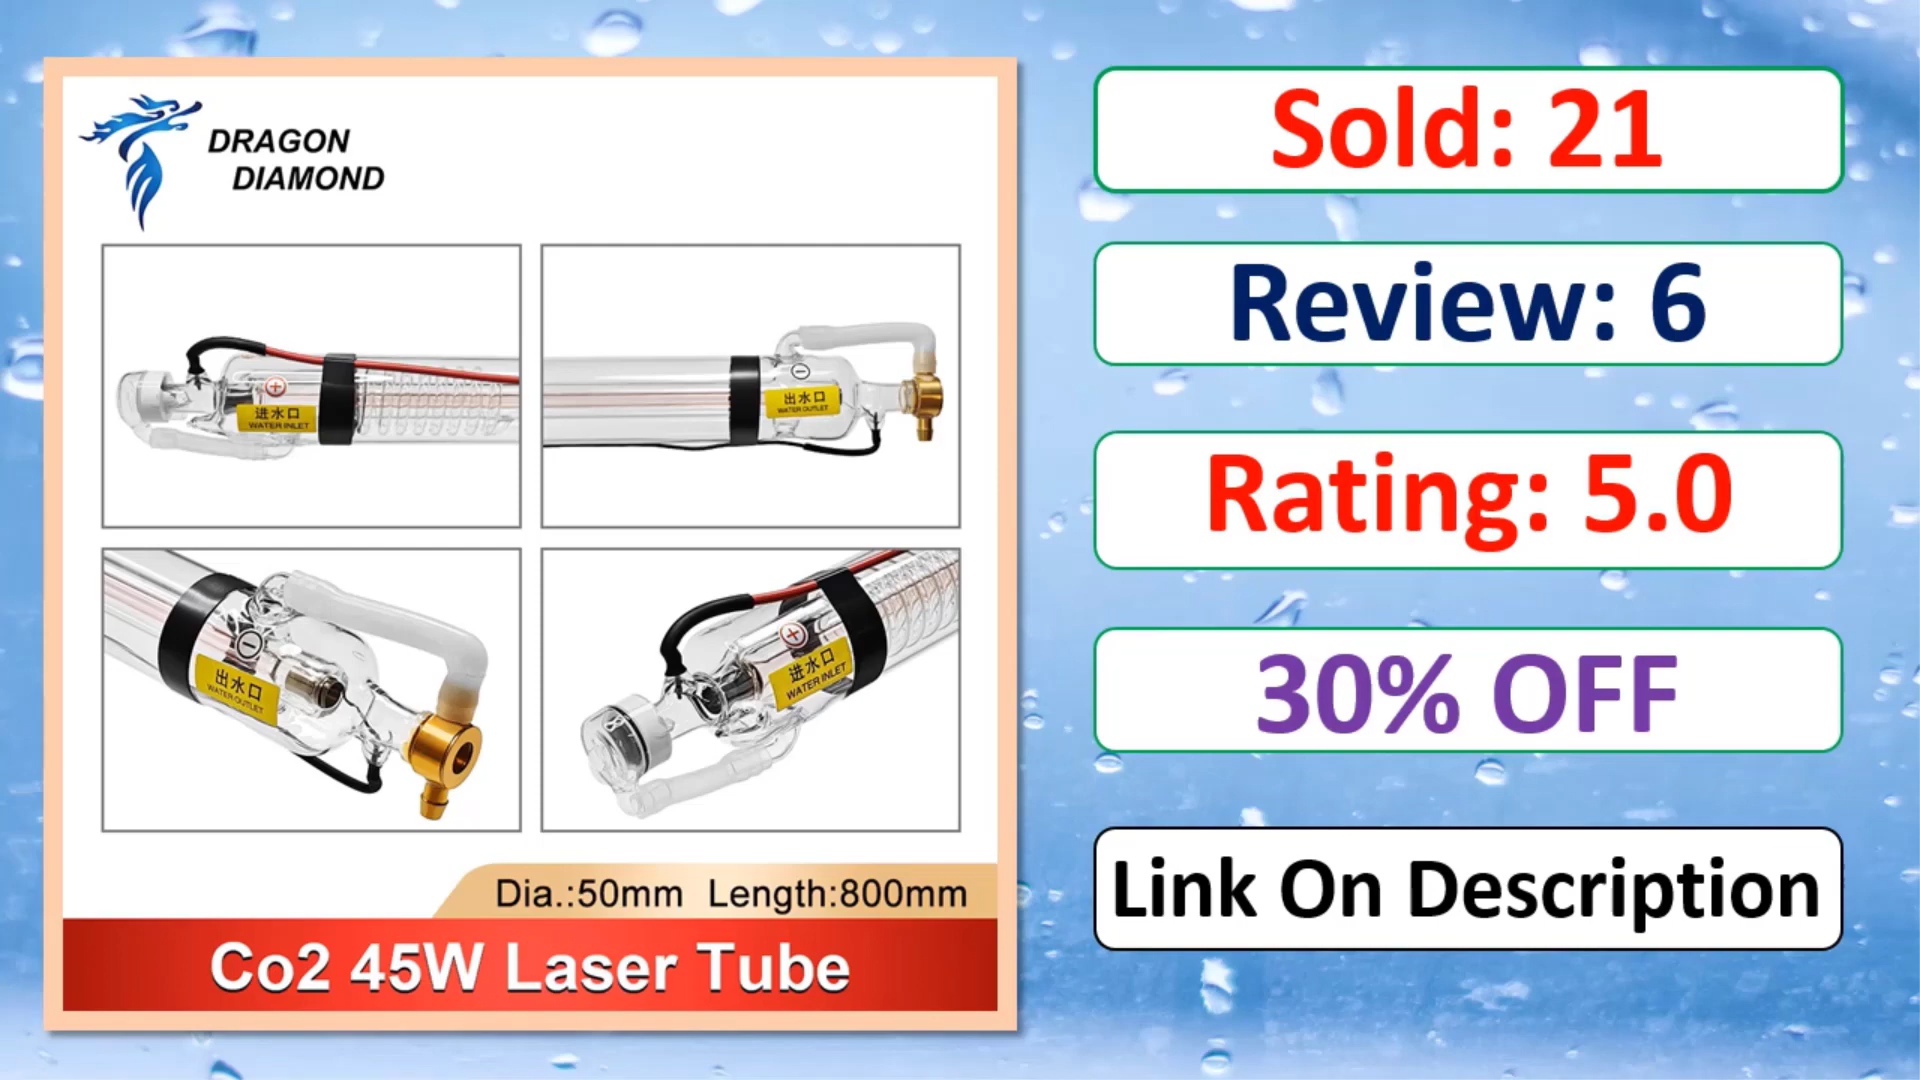 DRAGON
DIAMOND
进水口
WATER INLET
出水口
WATER OUTLET
出水口
WATER OUTLET
进水口
WATER INLET
Dia.:50mm Length:800mm
Co2 45W Laser Tube
Sold: 21
Review: 6
Rating: 5.0
30% OFF
Link On Description